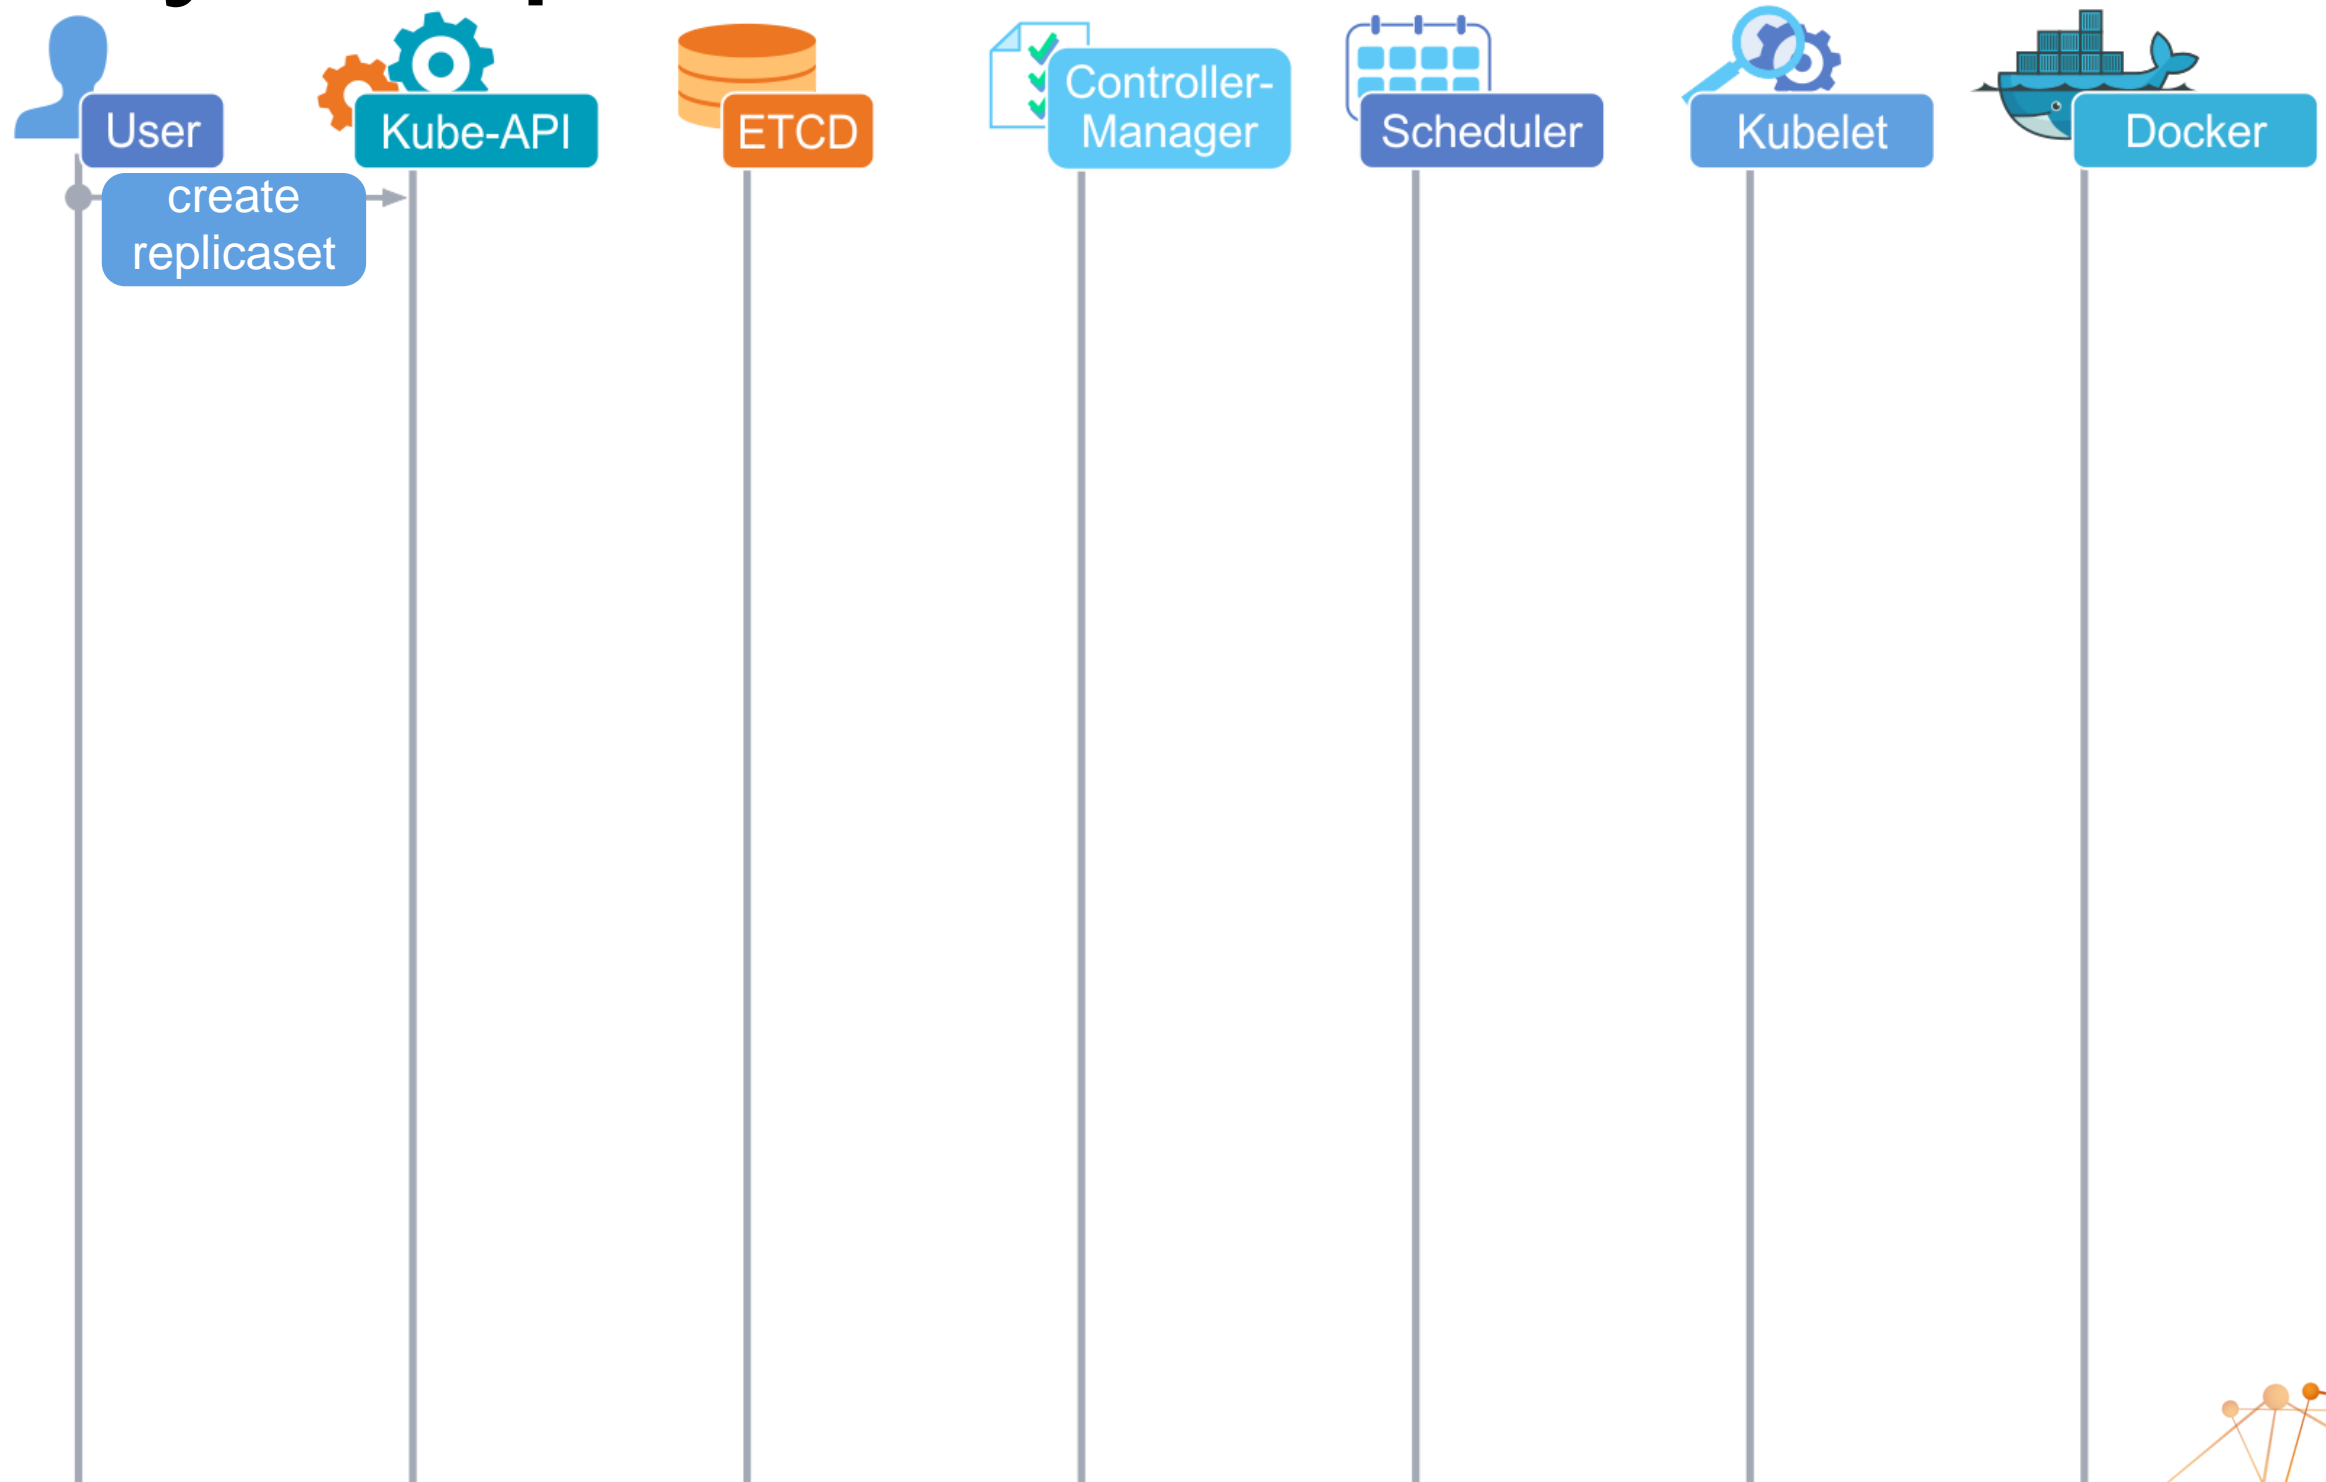 User
Kube-API
ETCD
Controller-
Manager
Scheduler
Kubelet
Docker
create
replicaset